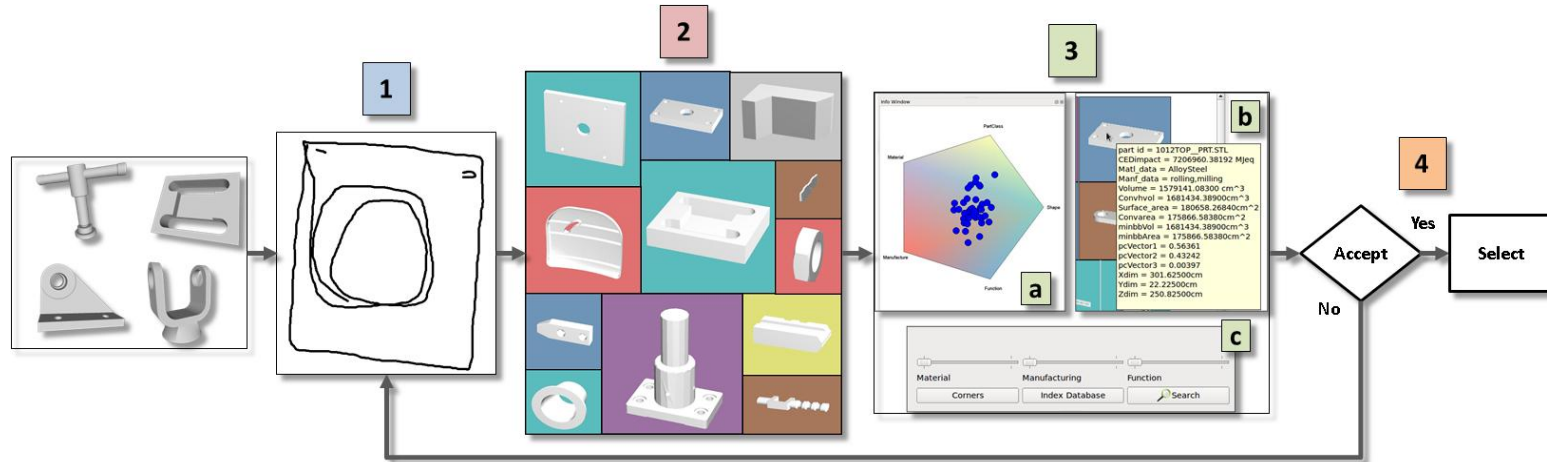 1
2
3
4
Info Window
PartClass
Material
Shape
Manufacture
Function
a
b
part id = 1012TOP__PRT.STL
CEDimpact = 7206960.38192 MJeq
Matl_data = AlloySteel
Manf_data = rolling,milling
Volume = 1579141.08300 cm^3
Convhvol = 1681434.38900cm^3
Surface_area = 180658.26840cm^2
Convarea = 175866.58380cm^2
minbbVol = 1681434.38900cm^3
minbbArea = 175866.58380cm^2
pcVector1 = 0.56361
pcVector2 = 0.43242
pcVector3 = 0.00397
Xdim = 301.62500cm
Ydim = 22.22500cm
Zdim = 250.82500cm
c
Material Manufacturing Function
Corners Index Database Search
Accept
Yes
No
Select